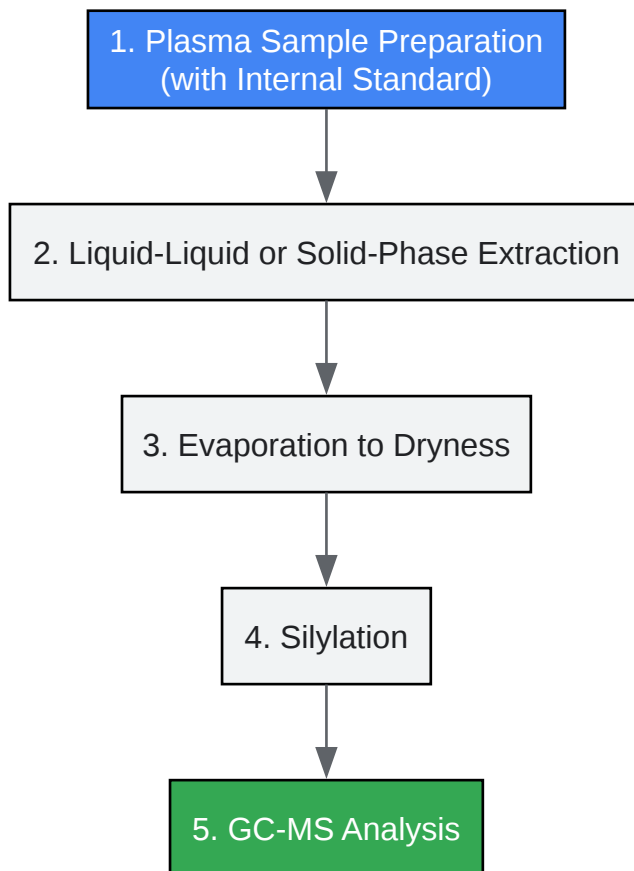 1. Plasma Sample Preparation
(with Internal Standard)
2. Liquid-Liquid or Solid-Phase Extraction
3. Evaporation to Dryness
4. Silylation
5. GC-MS Analysis